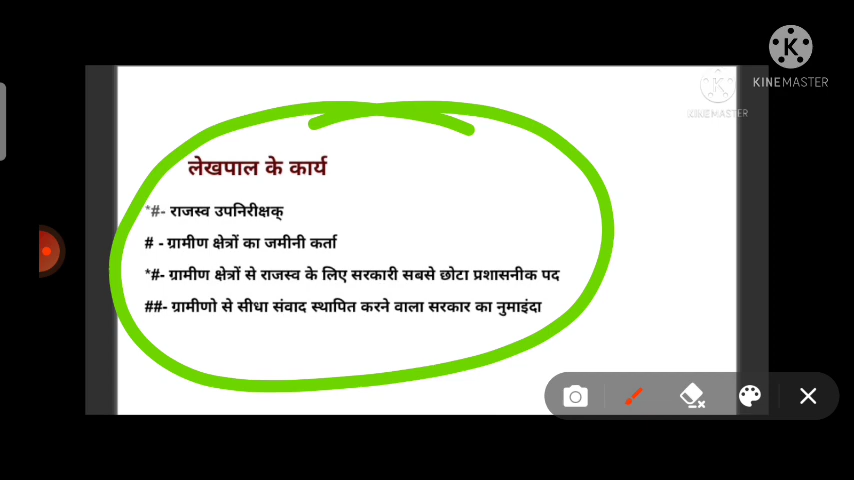 KINEMASTER
KINEMASTER
लेखपाल के कार्य
*#- राजस्व उपनिरीक्षक्
# - ग्रामीण क्षेत्रों का जमीनी कर्ता
*#- ग्रामीण क्षेत्रों से राजस्व के लिए सरकारी सबसे छोटा प्रशासनीक पद
##- ग्रामीणो से सीधा संवाद स्थापित करने वाला सरकार का नुमाइंदा